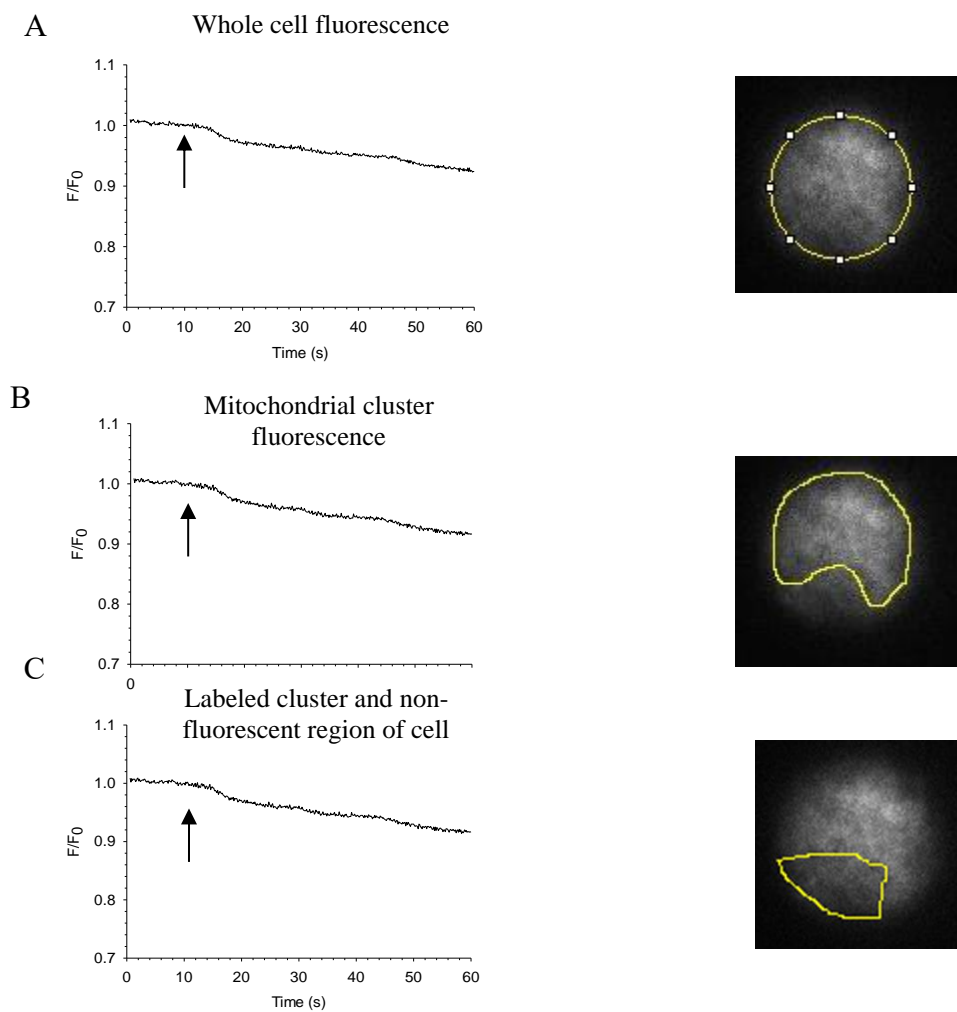 A
Whole cell fluorescence
1.1
1.0
0.9
0.8
0.7
F/F0
0 10 20 30 40 50 60
Time (s)
B
Mitochondrial cluster
fluorescence
1.1
1.0
0.9
0.8
0.7
F/F0
0
C
Labeled cluster and non-
fluorescent region of cell
1.1
1.0
0.9
0.8
0.7
F/F0
0 10 20 30 40 50 60
Time (s)